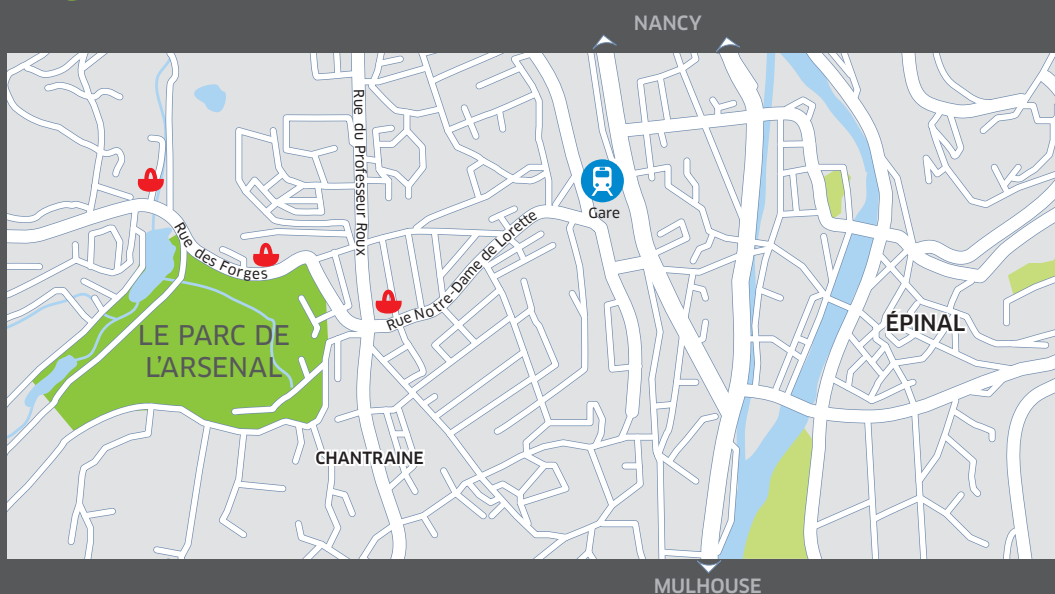 NANCY
Rue du Professeur Roux
Gare
Rue des Forges
Rue Notre-Dame de Lorette
LE PARC DE
L'ARSENAL
ÉPINAL
CHANTRAINE
MULHOUSE